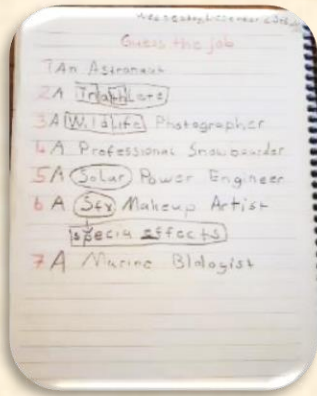 Guess the job
1 An Astronaut
2 A Triathlete
3 A Wildlife Photographer
4 A Professional Snowboarder
5 A Solar Power Engineer
6 A Sfx Makeup Artist
special effects
7 A Marine Biologist